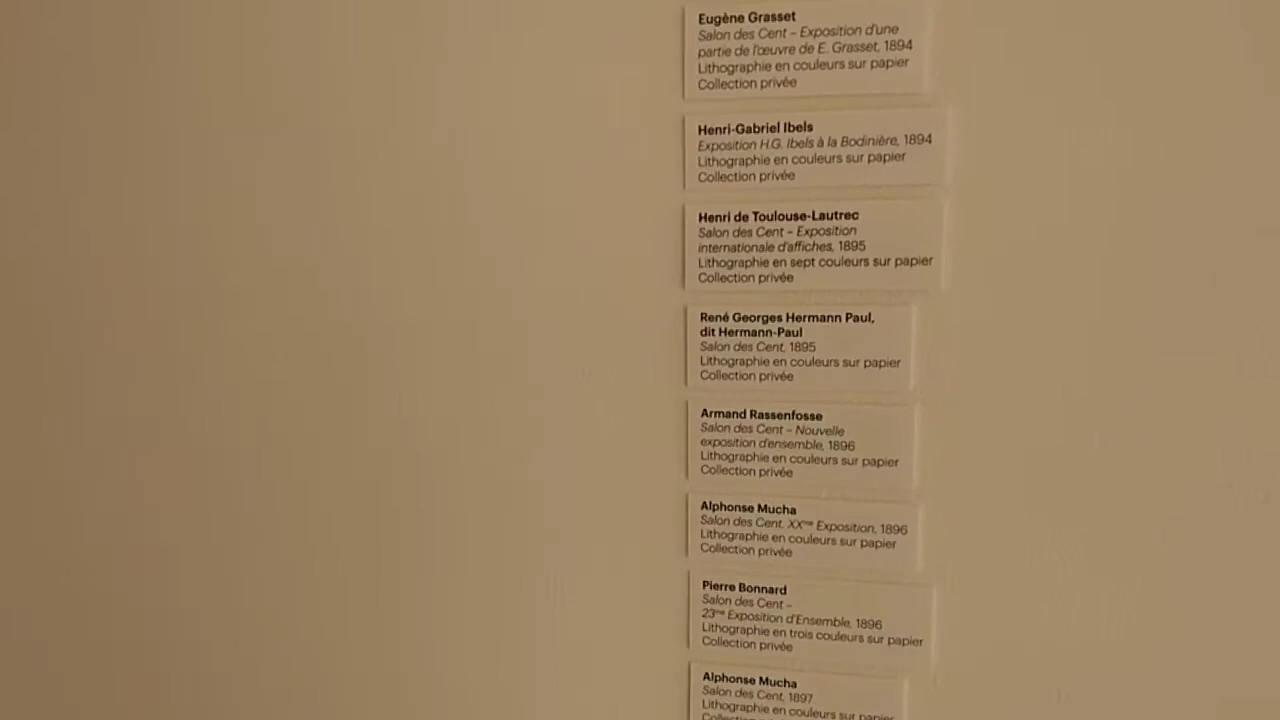 Eugène Grasset
Salon des Cent – Exposition d'une
partie de l'œuvre de E. Grasset, 1894
Lithographie en couleurs sur papier
Collection privée
Henri-Gabriel Ibels
Exposition H.G. Ibels à la Bodinière, 1894
Lithographie en couleurs sur papier
Collection privée
Henri de Toulouse-Lautrec
Salon des Cent – Exposition
internationale d'affiches, 1895
Lithographie en sept couleurs sur papier
Collection privée
René Georges Hermann Paul,
dit Hermann-Paul
Salon des Cent, 1895
Lithographie en couleurs sur papier
Collection privée
Armand Rassenfosse
Salon des Cent – Nouvelle
exposition d'ensemble, 1896
Lithographie en couleurs sur papier
Collection privée
Alphonse Mucha
Salon des Cent. XXème Exposition, 1896
Lithographie en couleurs sur papier
Collection privée
Pierre Bonnard
Salon des Cent –
23ème Exposition d'Ensemble, 1896
Lithographie en trois couleurs sur papier
Collection privée
Alphonse Mucha
Salon des Cent, 1897
Lithographie en couleurs sur papier